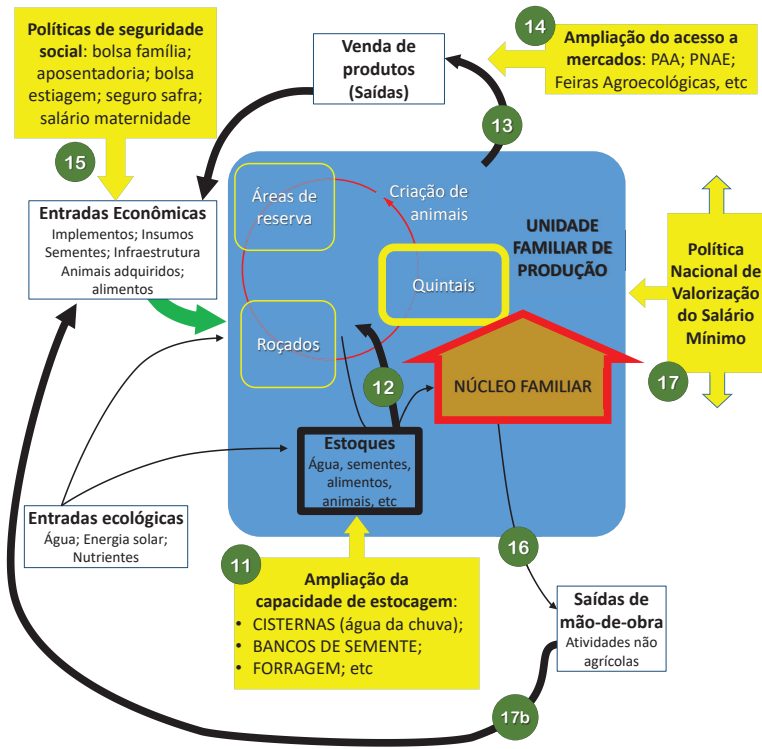 Políticas de seguridade
social: bolsa família;
aposentadoria; bolsa
estiagem; seguro safra;
salário maternidade
15
Venda de
produtos
(Saídas)
14
Ampliação do acesso a
mercados: PAA; PNAE;
Feiras Agroecológicas, etc
13
Entradas Econômicas
Implementos; Insumos
Sementes; Infraestrutura
Animais adquiridos;
alimentos
Áreas de
reserva
Criação de
animais
UNIDADE
FAMILIAR DE
PRODUÇÃO
Quintais
Roçados
Política
Nacional de
Valorização
do Salário
Mínimo
17
12
NÚCLEO FAMILIAR
Estoques
Água, sementes,
alimentos,
animais, etc
Entradas ecológicas
Água; Energia solar;
Nutrientes
16
11
Ampliação da
capacidade de estocagem:
• CISTERNAS (água da chuva);
• BANCOS DE SEMENTE;
• FORRAGEM; etc
Saídas de
mão-de-obra
Atividades não
agrícolas
17b